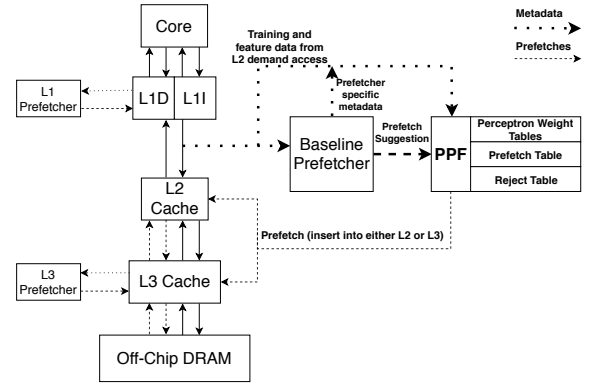 Core
Metadata
Prefetches
Training and
feature data from
L2 demand access
L1
Prefetcher
L1D
L1I
Prefetcher
specific
metadata
Baseline
Prefetcher
Prefetch
Suggestion
PPF
Perceptron Weight
Tables
Prefetch Table
Reject Table
L2
Cache
Prefetch (insert into either L2 or L3)
L3
Prefetcher
L3 Cache
Off-Chip DRAM